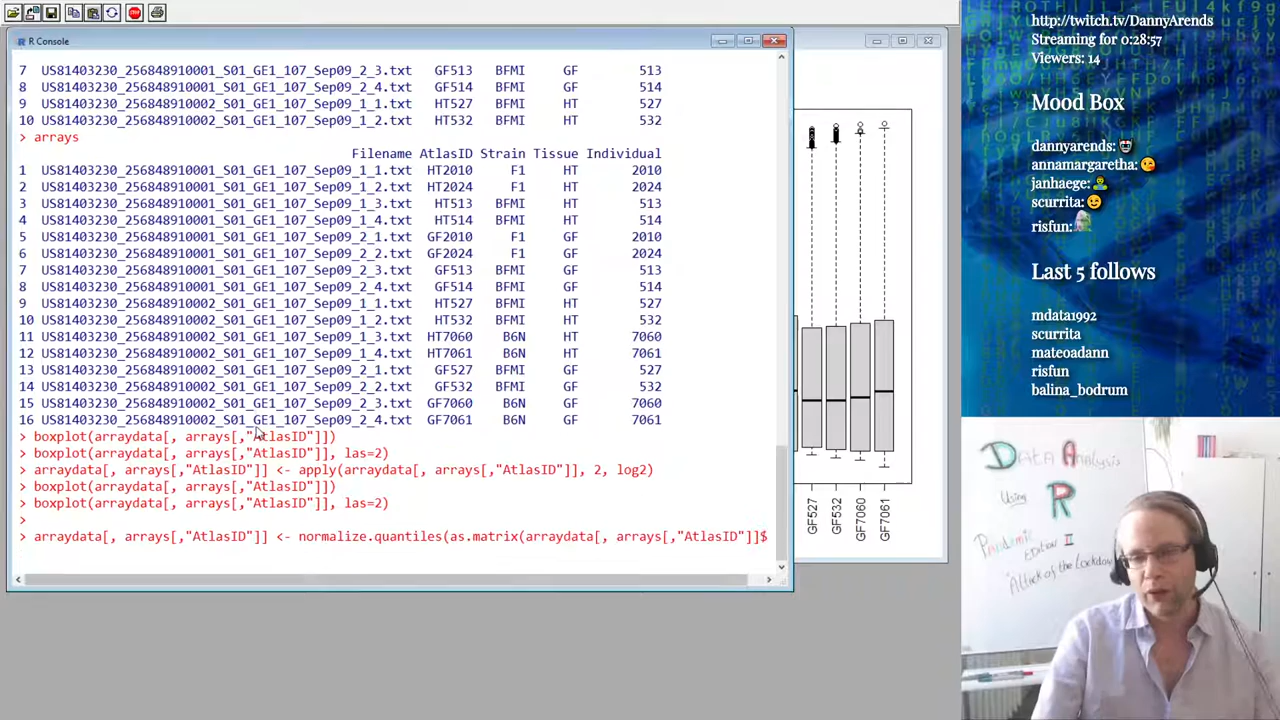 R Console
7 US81403230_256848910001_S01_GE1_107_Sep09_2_3.txt GF513 BFMI GF 513
8 US81403230_256848910001_S01_GE1_107_Sep09_2_4.txt GF514 BFMI GF 514
9 US81403230_256848910002_S01_GE1_107_Sep09_1_1.txt HT527 BFMI HT 527
10 US81403230_256848910002_S01_GE1_107_Sep09_1_2.txt HT532 BFMI HT 532
> arrays
Filename AtlasID Strain Tissue Individual
1 US81403230_256848910001_S01_GE1_107_Sep09_1_1.txt HT2010 F1 HT 2010
2 US81403230_256848910001_S01_GE1_107_Sep09_1_2.txt HT2024 F1 HT 2024
3 US81403230_256848910001_S01_GE1_107_Sep09_1_3.txt HT513 BFMI HT 513
4 US81403230_256848910001_S01_GE1_107_Sep09_1_4.txt HT514 BFMI HT 514
5 US81403230_256848910001_S01_GE1_107_Sep09_2_1.txt GF2010 F1 GF 2010
6 US81403230_256848910001_S01_GE1_107_Sep09_2_2.txt GF2024 F1 GF 2024
7 US81403230_256848910001_S01_GE1_107_Sep09_2_3.txt GF513 BFMI GF 513
8 US81403230_256848910001_S01_GE1_107_Sep09_2_4.txt GF514 BFMI GF 514
9 US81403230_256848910002_S01_GE1_107_Sep09_1_1.txt HT527 BFMI HT 527
10 US81403230_256848910002_S01_GE1_107_Sep09_1_2.txt HT532 BFMI HT 532
11 US81403230_256848910002_S01_GE1_107_Sep09_1_3.txt HT7060 B6N HT 7060
12 US81403230_256848910002_S01_GE1_107_Sep09_1_4.txt HT7061 B6N HT 7061
13 US81403230_256848910002_S01_GE1_107_Sep09_2_1.txt GF527 BFMI GF 527
14 US81403230_256848910002_S01_GE1_107_Sep09_2_2.txt GF532 BFMI GF 532
15 US81403230_256848910002_S01_GE1_107_Sep09_2_3.txt GF7060 B6N GF 7060
16 US81403230_256848910002_S01_GE1_107_Sep09_2_4.txt GF7061 B6N GF 7061
> boxplot(arraydata[, arrays[,"AtlasID"]])
> boxplot(arraydata[, arrays[,"AtlasID"]], las=2)
> arraydata[, arrays[,"AtlasID"]] <- apply(arraydata[, arrays[,"AtlasID"]], 2, log2)
> boxplot(arraydata[, arrays[,"AtlasID"]])
> boxplot(arraydata[, arrays[,"AtlasID"]], las=2)
>
> arraydata[, arrays[,"AtlasID"]] <- normalize.quantiles(as.matrix(arraydata[, arrays[,"AtlasID"]]$
GF527
GF532
GF7060
GF7061
http://twitch.tv/DannyArends
Streaming for 0:28:57
Viewers: 14
Mood Box
dannyarends:
annamargaretha:
janhaege:
scurrita:
risfun:
Last 5 follows
mdata1992
scurrita
mateoadann
risfun
balina_bodrum
DATA ANALYSIS
Using
R
Pandemic
Edition II
"Attack of the Lockdown